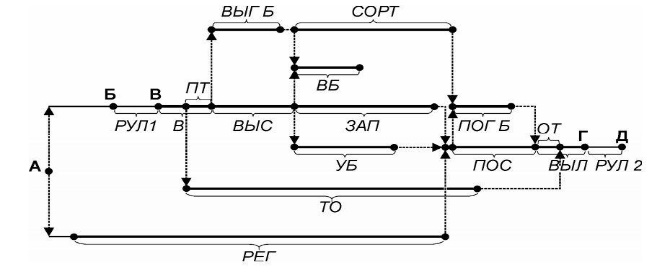 ВЫГ Б СОРТ
ВБ
Б В ПТ
РУЛ1 В ВЫС ЗАП ПОГ Б ОТ Г Д
А УБ ПОС ВЫЛ РУЛ 2
ТО
РЕГ